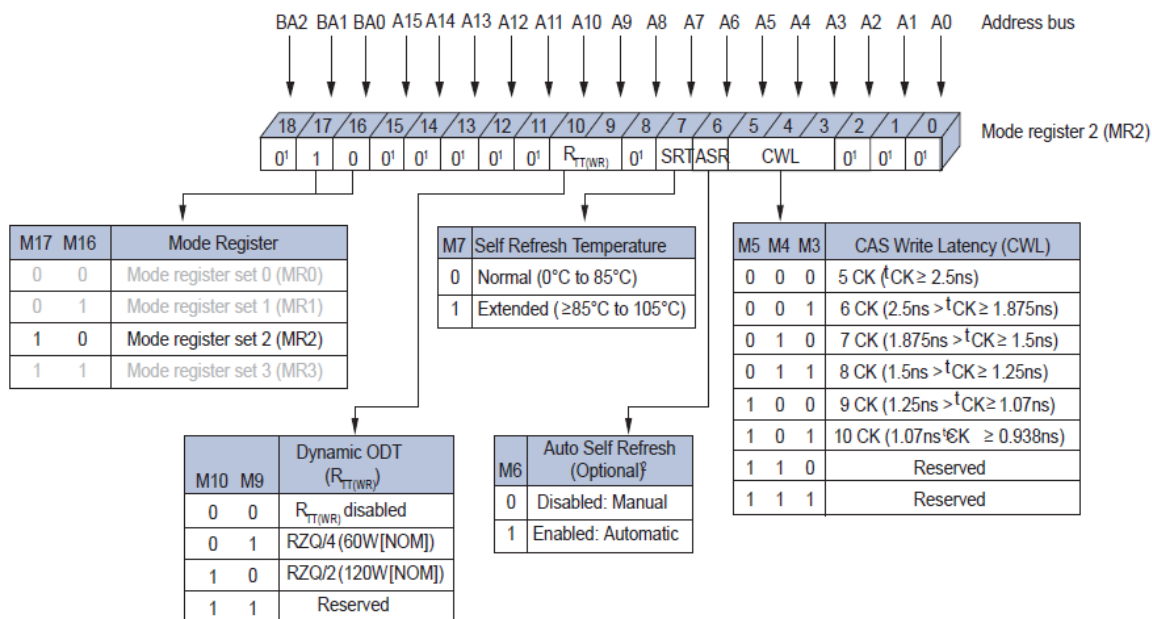 BA2 BA1 BA0 A15 A14 A13 A12 A11 A10 A9 A8 A7 A6 A5 A4 A3 A2 A1 A0 Address bus
18 17 16 15 14 13 12 11 10 9 8 7 6 5 4 3 2 1 0 Mode register 2 (MR2)
0¹ 1 0 0¹ 0¹ 0¹ 0¹ 0¹ RTT(WR) 0¹ SRT ASR CWL 0¹ 0¹ 0¹
M17 M16 Mode Register
0 0 Mode register set 0 (MR0)
0 1 Mode register set 1 (MR1)
1 0 Mode register set 2 (MR2)
1 1 Mode register set 3 (MR3)
M7 Self Refresh Temperature
0 Normal (0°C to 85°C)
1 Extended (≥85°C to 105°C)
M5 M4 M3 CAS Write Latency (CWL)
0 0 0 5 CK (tCK ≥ 2.5ns)
0 0 1 6 CK (2.5ns > tCK ≥ 1.875ns)
0 1 0 7 CK (1.875ns > tCK ≥ 1.5ns)
0 1 1 8 CK (1.5ns > tCK ≥ 1.25ns)
1 0 0 9 CK (1.25ns > tCK ≥ 1.07ns)
1 0 1 10 CK (1.07ns tCK ≥ 0.938ns)
1 1 0 Reserved
1 1 1 Reserved
M10 M9 Dynamic ODT
(RTT(WR))
0 0 RTT(WR) disabled
0 1 RZQ/4 (60W[NOM])
1 0 RZQ/2 (120W[NOM])
1 1 Reserved
M6 Auto Self Refresh
(Optional)²
0 Disabled: Manual
1 Enabled: Automatic